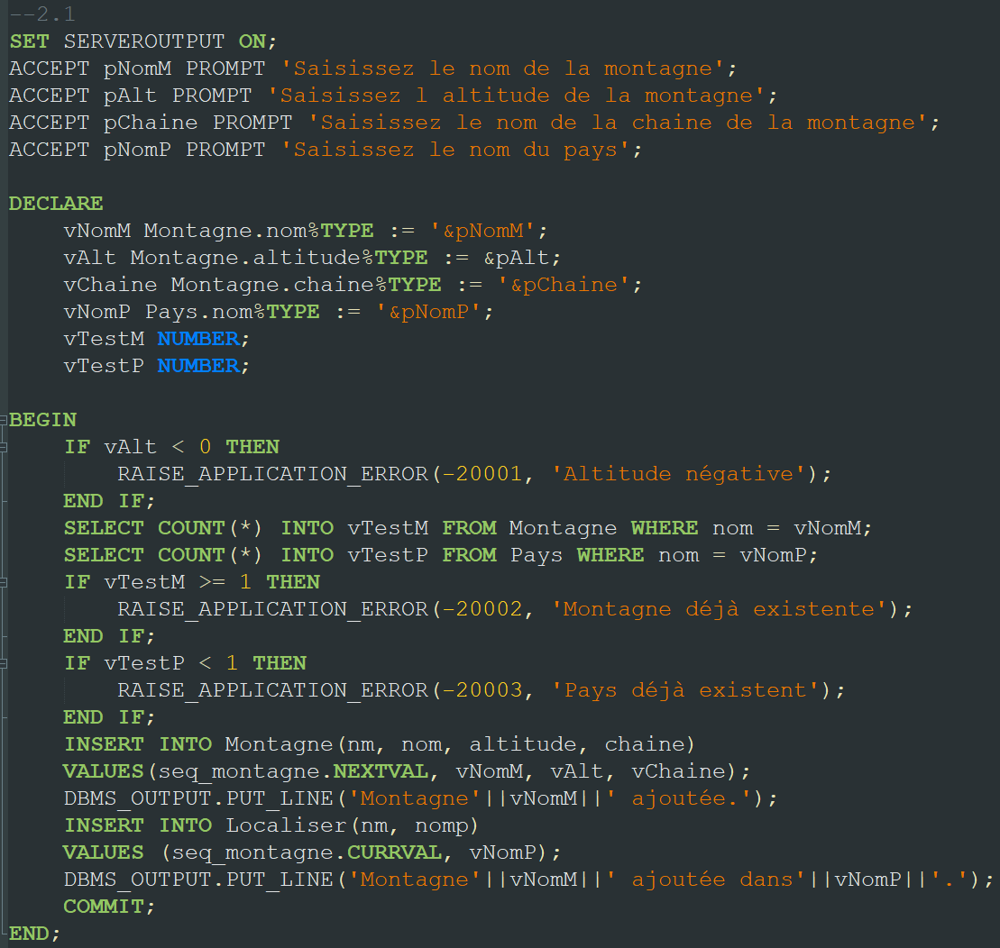 --2.1
SET SERVEROUTPUT ON;
ACCEPT pNomM PROMPT 'Saisissez le nom de la montagne';
ACCEPT pAlt PROMPT 'Saisissez l altitude de la montagne';
ACCEPT pChaine PROMPT 'Saisissez le nom de la chaine de la montagne';
ACCEPT pNomP PROMPT 'Saisissez le nom du pays';

DECLARE
    vNomM Montagne.nom%TYPE := '&pNomM';
    vAlt Montagne.altitude%TYPE := &pAlt;
    vChaine Montagne.chaine%TYPE := '&pChaine';
    vNomP Pays.nom%TYPE := '&pNomP';
    vTestM NUMBER;
    vTestP NUMBER;

BEGIN
    IF vAlt < 0 THEN
        RAISE_APPLICATION_ERROR(-20001, 'Altitude négative');
    END IF;
    SELECT COUNT(*) INTO vTestM FROM Montagne WHERE nom = vNomM;
    SELECT COUNT(*) INTO vTestP FROM Pays WHERE nom = vNomP;
    IF vTestM >= 1 THEN
        RAISE_APPLICATION_ERROR(-20002, 'Montagne déjà existente');
    END IF;
    IF vTestP < 1 THEN
        RAISE_APPLICATION_ERROR(-20003, 'Pays déjà existent');
    END IF;
    INSERT INTO Montagne(nm, nom, altitude, chaine)
    VALUES(seq_montagne.NEXTVAL, vNomM, vAlt, vChaine);
    DBMS_OUTPUT.PUT_LINE('Montagne'||vNomM||' ajoutée.');
    INSERT INTO Localiser(nm, nomp)
    VALUES (seq_montagne.CURRVAL, vNomP);
    DBMS_OUTPUT.PUT_LINE('Montagne'||vNomM||' ajoutée dans'||vNomP||'.');
    COMMIT;
END;